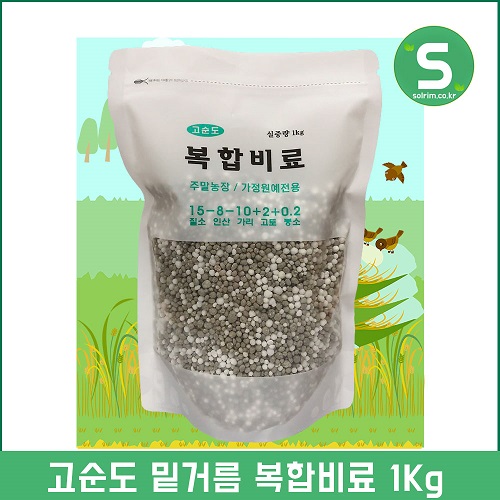 S
solrim.co.kr
고순도
실중량 1kg
복합비료
주말농장 / 가정원예전용
15-8-10+2+0.2
질소 인산 가리 고토 붕소
고순도 밑거름 복합비료 1Kg